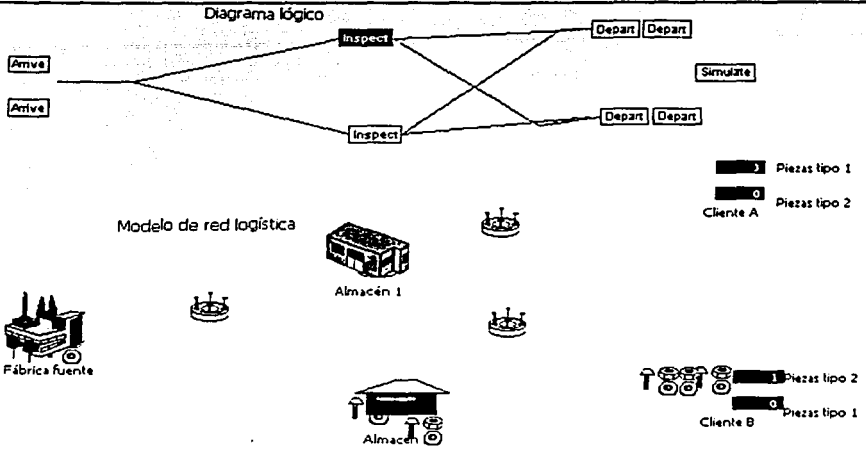 Diagrama lógico
Inspect
Depart Depart
Arrive
Simulate
Arrive
Depart Depart
Inspect
Piezas tipo 1
0 Piezas tipo 2
Cliente A
Modelo de red logística
Almacén 1
Fábrica fuente
1 Piezas tipo 2
0 Piezas tipo 1
Cliente B
Almacén